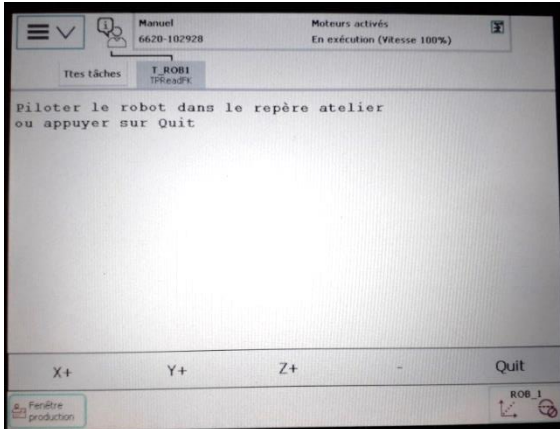 Manuel
6620-102928
Moteurs activés
En exécution (Vitesse 100%)
Ttes tâches
T_ROB1
TPReadFK
Piloter le robot dans le repère atelier
ou appuyer sur Quit
X+
Y+
Z+
-
Quit
Fenêtre
production
ROB_1